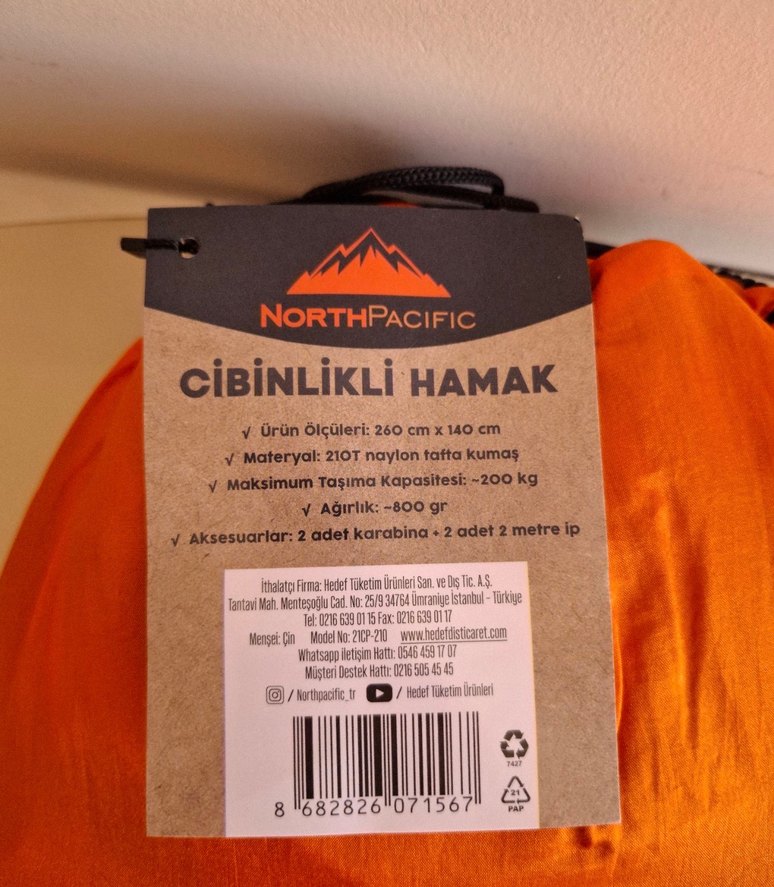 NORTHPACIFIC
CİBİNLİKLİ HAMAK
√ Ürün Ölçüleri: 260 cm x 140 cm
√ Materyal: 210T naylon tafta kumaş
√ Maksimum Taşıma Kapasitesi: ~200 kg
√ Ağırlık: ~800 gr
√ Aksesuarlar: 2 adet karabina + 2 adet 2 metre ip
İthalatçı Firma: Hedef Tüketim Ürünleri San. ve Dış Tic. A.Ş.
Tantavi Mah. Menteşoğlu Cad. No: 25/9 34764 Ümraniye İstanbul - Türkiye
Tel: 0216 639 01 15 Fax: 0216 639 01 17
Menşei: Çin Model No: 21CP-210 www.hedefdisticaret.com
Whatsapp iletişim Hattı: 0546 459 17 07
Müşteri Destek Hattı: 0216 505 45 45
/ Northpacific_tr / Hedef Tüketim Ürünleri
8 682826 071567
7427
21
PAP